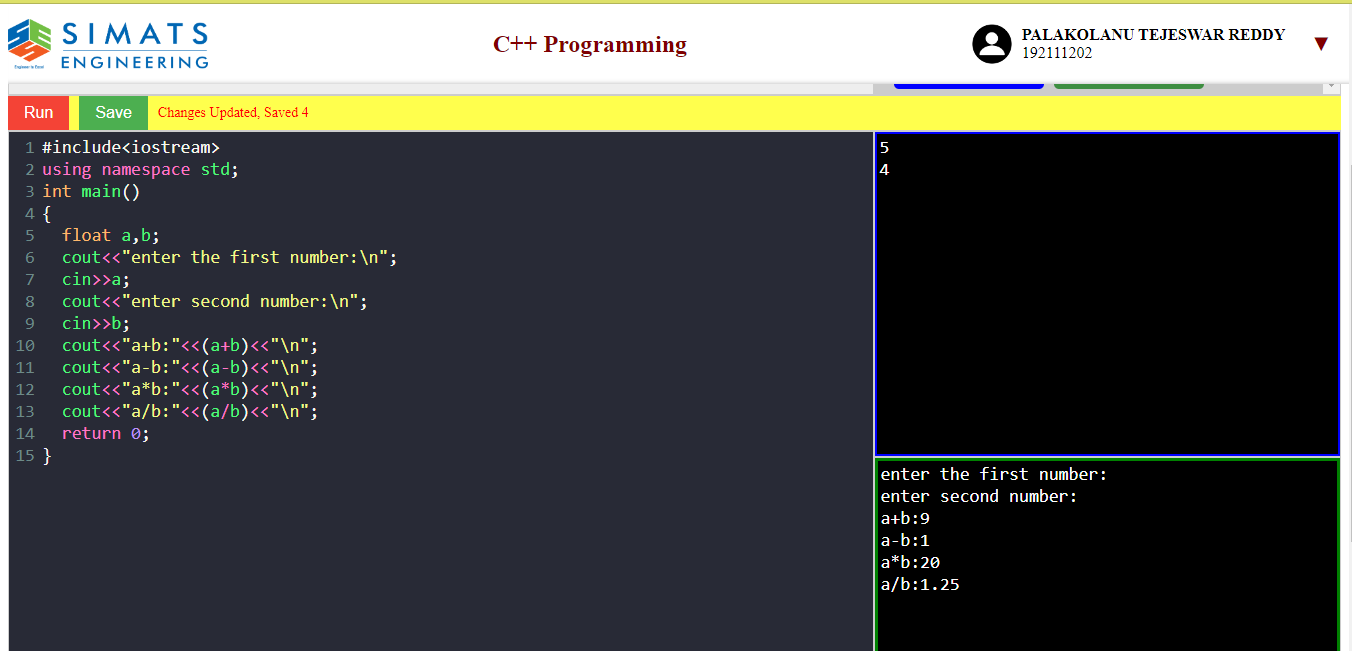 SIMATS
ENGINEERING
Engineer to Excel
C++ Programming
PALAKOLANU TEJESWAR REDDY
192111202
Run
Save
Changes Updated, Saved 4
1 #include<iostream>
2 using namespace std;
3 int main()
4 {
5 float a,b;
6 cout<<"enter the first number:\n";
7 cin>>a;
8 cout<<"enter second number:\n";
9 cin>>b;
10 cout<<"a+b:"<<(a+b)<<"\n";
11 cout<<"a-b:"<<(a-b)<<"\n";
12 cout<<"a*b:"<<(a*b)<<"\n";
13 cout<<"a/b:"<<(a/b)<<"\n";
14 return 0;
15 }
5
4
enter the first number:
enter second number:
a+b:9
a-b:1
a*b:20
a/b:1.25